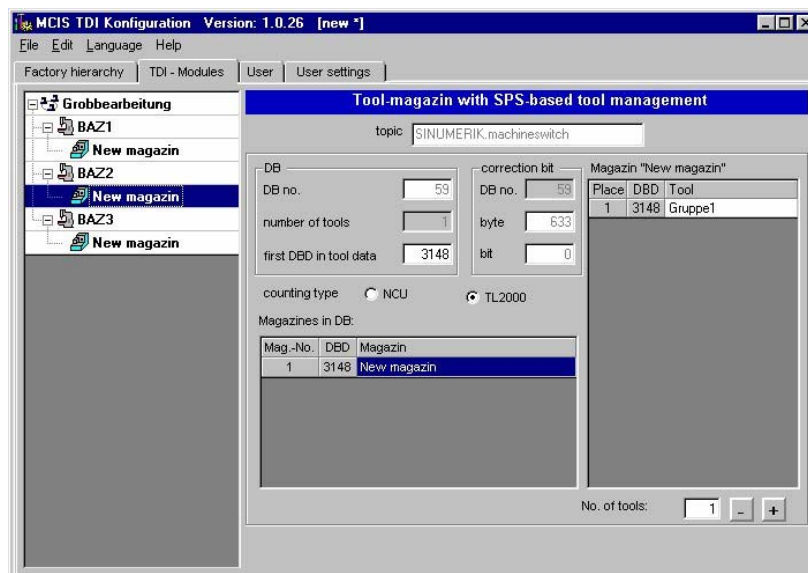 MCIS TDI Konfiguration Version: 1.0.26 [new *]
File Edit Language Help
Factory hierarchy TDI - Modules User User settings
Grobbearbeitung
BAZ1
New magazin
BAZ2
New magazin
BAZ3
New magazin
Tool-magazin with SPS-based tool management
topic SINUMERIK.machineswitch
DB
DB no. 59
number of tools 1
first DBD in tool data 3148
correction bit
DB no. 59
byte 633
bit 0
counting type NCU TL2000
Magazines in DB:
Mag.-No. DBD Magazin
1 3148 New magazin
Magazin "New magazin"
Place DBD Tool
1 3148 Gruppe1
No. of tools: 1 - +